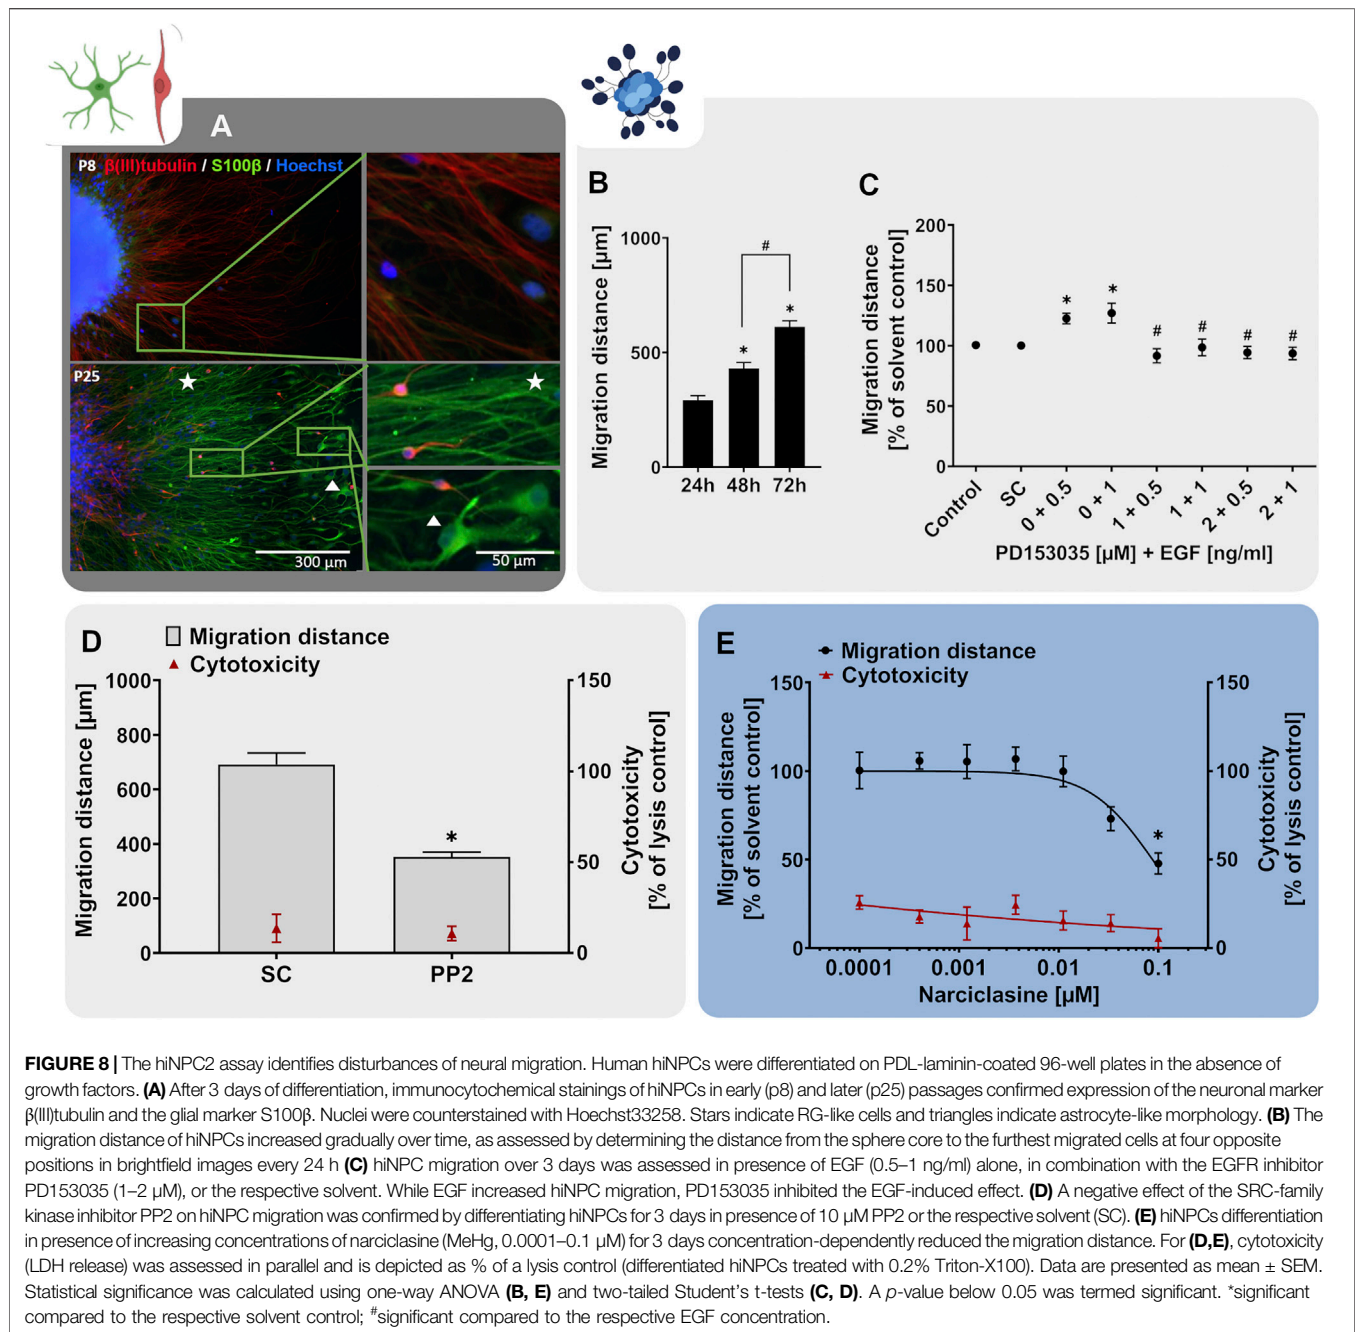 A
P8 β(III)tubulin / S100β / Hoechst
P25
300 µm
50 µm
B
Migration distance [µm]
1000
500
0
#
*
*
24h 48h 72h
C
Migration distance
[% of solvent control]
200
150
100
50
0
* * # # # #
Control SC 0 + 0.5 0 + 1 1 + 0.5 1 + 1 2 + 0.5 2 + 1
PD153035 [µM] + EGF [ng/ml]
D
Migration distance
Cytotoxicity
Migration distance [µm]
1000
800
600
400
200
0
*
SC PP2
150
100
50
0
Cytotoxicity
[% of lysis control]
E
Migration distance
Cytotoxicity
Migration distance
[% of solvent control]
150
100
50
0
*
0.0001 0.001 0.01 0.1
Narciclasine [µM]
150
100
50
0
Cytotoxicity
[% of lysis control]
FIGURE 8 | The hiNPC2 assay identifies disturbances of neural migration. Human hiNPCs were differentiated on PDL-laminin-coated 96-well plates in the absence of
growth factors. (A) After 3 days of differentiation, immunocytochemical stainings of hiNPCs in early (p8) and later (p25) passages confirmed expression of the neuronal marker
β(III)tubulin and the glial marker S100β. Nuclei were counterstained with Hoechst33258. Stars indicate RG-like cells and triangles indicate astrocyte-like morphology. (B) The
migration distance of hiNPCs increased gradually over time, as assessed by determining the distance from the sphere core to the furthest migrated cells at four opposite
positions in brightfield images every 24 h (C) hiNPC migration over 3 days was assessed in presence of EGF (0.5–1 ng/ml) alone, in combination with the EGFR inhibitor
PD153035 (1–2 µM), or the respective solvent. While EGF increased hiNPC migration, PD153035 inhibited the EGF-induced effect. (D) A negative effect of the SRC-family
kinase inhibitor PP2 on hiNPC migration was confirmed by differentiating hiNPCs for 3 days in presence of 10 µM PP2 or the respective solvent (SC). (E) hiNPCs differentiation
in presence of increasing concentrations of narciclasine (MeHg, 0.0001–0.1 µM) for 3 days concentration-dependently reduced the migration distance. For (D,E), cytotoxicity
(LDH release) was assessed in parallel and is depicted as % of a lysis control (differentiated hiNPCs treated with 0.2% Triton-X100). Data are presented as mean ± SEM.
Statistical significance was calculated using one-way ANOVA (B, E) and two-tailed Student’s t-tests (C, D). A p-value below 0.05 was termed significant. *significant
compared to the respective solvent control; #significant compared to the respective EGF concentration.